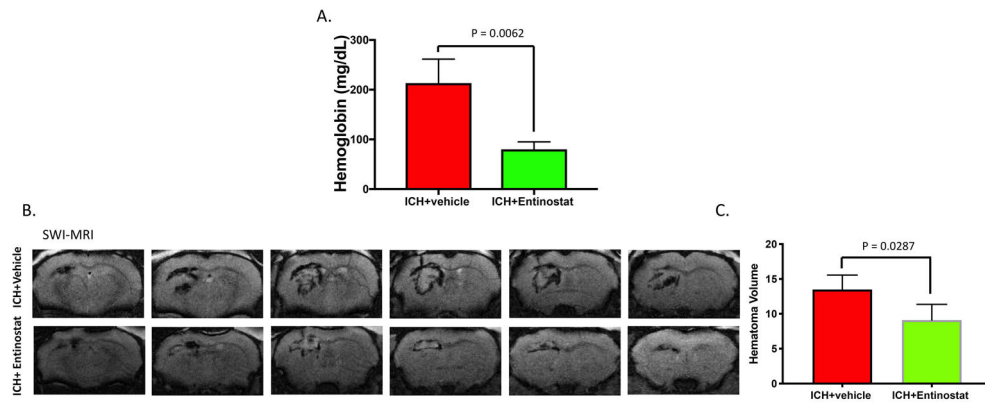 A.
P = 0.0062
Hemoglobin (mg/dL)
300
200
100
0
ICH+vehicle
ICH+Entinostat
B.
SWI-MRI
ICH+Vehicle
ICH+ Entinostat
C.
P = 0.0287
Hematoma Volume
20
15
10
5
0
ICH+vehicle
ICH+Entinostat